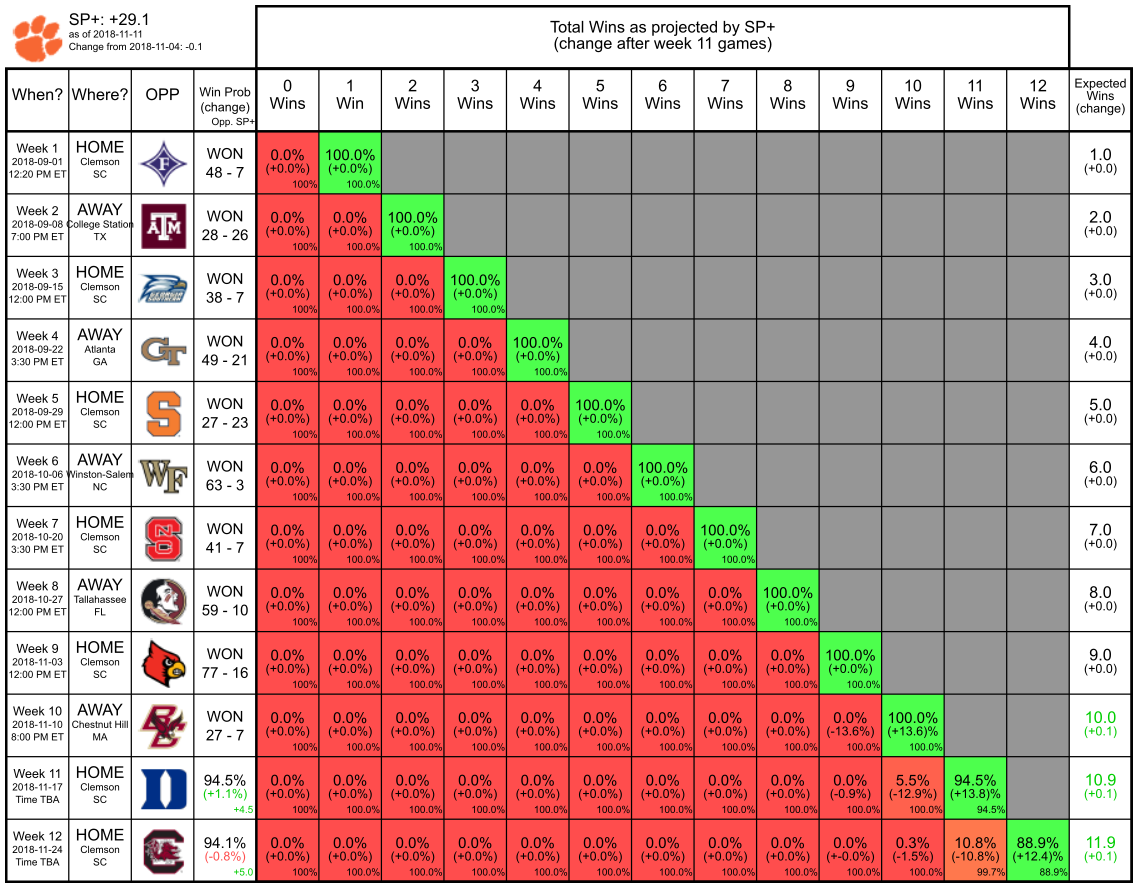 SP+: +29.1
as of 2018-11-11
Change from 2018-11-04: -0.1
Total Wins as projected by SP+
(change after week 11 games)
When? Where? OPP Win Prob (change) Opp. SP+ 0 Wins 1 Win 2 Wins 3 Wins 4 Wins 5 Wins 6 Wins 7 Wins 8 Wins 9 Wins 10 Wins 11 Wins 12 Wins Expected Wins (change)
Week 1 HOME F WON 0.0% 100.0% 1.0
2018-09-01 Clemson 48 - 7 (+0.0%) (+0.0%) (+0.0)
12:20 PM ET SC 100% 100.0%
Week 2 AWAY ATM WON 0.0% 0.0% 100.0% 2.0
2018-09-08 College Station 28 - 26 (+0.0%) (+0.0%) (+0.0%) (+0.0)
7:00 PM ET TX 100% 100.0% 100.0%
Week 3 HOME WON 0.0% 0.0% 0.0% 100.0% 3.0
2018-09-15 Clemson 38 - 7 (+0.0%) (+0.0%) (+0.0%) (+0.0%) (+0.0)
12:00 PM ET SC 100% 100.0% 100.0% 100.0%
Week 4 AWAY GT WON 0.0% 0.0% 0.0% 0.0% 100.0% 4.0
2018-09-22 Atlanta 49 - 21 (+0.0%) (+0.0%) (+0.0%) (+0.0%) (+0.0%) (+0.0)
3:30 PM ET GA 100% 100.0% 100.0% 100.0% 100.0%
Week 5 HOME S WON 0.0% 0.0% 0.0% 0.0% 0.0% 100.0% 5.0
2018-09-29 Clemson 27 - 23 (+0.0%) (+0.0%) (+0.0%) (+0.0%) (+0.0%) (+0.0%) (+0.0)
12:00 PM ET SC 100% 100.0% 100.0% 100.0% 100.0% 100.0%
Week 6 AWAY WF WON 0.0% 0.0% 0.0% 0.0% 0.0% 0.0% 100.0% 6.0
2018-10-06 Winston-Salem 63 - 3 (+0.0%) (+0.0%) (+0.0%) (+0.0%) (+0.0%) (+0.0%) (+0.0%) (+0.0)
3:30 PM ET NC 100% 100.0% 100.0% 100.0% 100.0% 100.0% 100.0%
Week 7 HOME NCS WON 0.0% 0.0% 0.0% 0.0% 0.0% 0.0% 0.0% 100.0% 7.0
2018-10-20 Clemson 41 - 7 (+0.0%) (+0.0%) (+0.0%) (+0.0%) (+0.0%) (+0.0%) (+0.0%) (+0.0%) (+0.0)
3:30 PM ET SC 100% 100.0% 100.0% 100.0% 100.0% 100.0% 100.0% 100.0%
Week 8 AWAY WON 0.0% 0.0% 0.0% 0.0% 0.0% 0.0% 0.0% 0.0% 100.0% 8.0
2018-10-27 Tallahassee 59 - 10 (+0.0%) (+0.0%) (+0.0%) (+0.0%) (+0.0%) (+0.0%) (+0.0%) (+0.0%) (+0.0%) (+0.0)
12:00 PM ET FL 100% 100.0% 100.0% 100.0% 100.0% 100.0% 100.0% 100.0% 100.0%
Week 9 HOME WON 0.0% 0.0% 0.0% 0.0% 0.0% 0.0% 0.0% 0.0% 0.0% 100.0% 9.0
2018-11-03 Clemson 77 - 16 (+0.0%) (+0.0%) (+0.0%) (+0.0%) (+0.0%) (+0.0%) (+0.0%) (+0.0%) (+0.0%) (+0.0%) (+0.0)
12:00 PM ET SC 100% 100.0% 100.0% 100.0% 100.0% 100.0% 100.0% 100.0% 100.0% 100.0%
Week 10 AWAY BC WON 0.0% 0.0% 0.0% 0.0% 0.0% 0.0% 0.0% 0.0% 0.0% 0.0% 100.0% 10.0
2018-11-10 Chestnut Hill 27 - 7 (+0.0%) (+0.0%) (+0.0%) (+0.0%) (+0.0%) (+0.0%) (+0.0%) (+0.0%) (+0.0%) (-13.6%) (+13.6)% (+0.1)
8:00 PM ET MA 100% 100.0% 100.0% 100.0% 100.0% 100.0% 100.0% 100.0% 100.0% 100.0% 100.0%
Week 11 HOME D 94.5% 0.0% 0.0% 0.0% 0.0% 0.0% 0.0% 0.0% 0.0% 0.0% 0.0% 5.5% 94.5% 10.9
2018-11-17 Clemson (+1.1%) (+0.0%) (+0.0%) (+0.0%) (+0.0%) (+0.0%) (+0.0%) (+0.0%) (+0.0%) (+0.0%) (-0.9%) (-12.9%) (+13.8)% (+0.1)
Time TBA SC +4.5 100% 100.0% 100.0% 100.0% 100.0% 100.0% 100.0% 100.0% 100.0% 100.0% 100.0% 94.5%
Week 12 HOME C 94.1% 0.0% 0.0% 0.0% 0.0% 0.0% 0.0% 0.0% 0.0% 0.0% 0.0% 0.3% 10.8% 88.9% 11.9
2018-11-24 Clemson (-0.8%) (+0.0%) (+0.0%) (+0.0%) (+0.0%) (+0.0%) (+0.0%) (+0.0%) (+0.0%) (+0.0%) (+-0.0%) (-1.5%) (-10.8%) (+12.4)% (+0.1)
Time TBA SC +5.0 100% 100.0% 100.0% 100.0% 100.0% 100.0% 100.0% 100.0% 100.0% 100.0% 100.0% 99.7% 88.9%